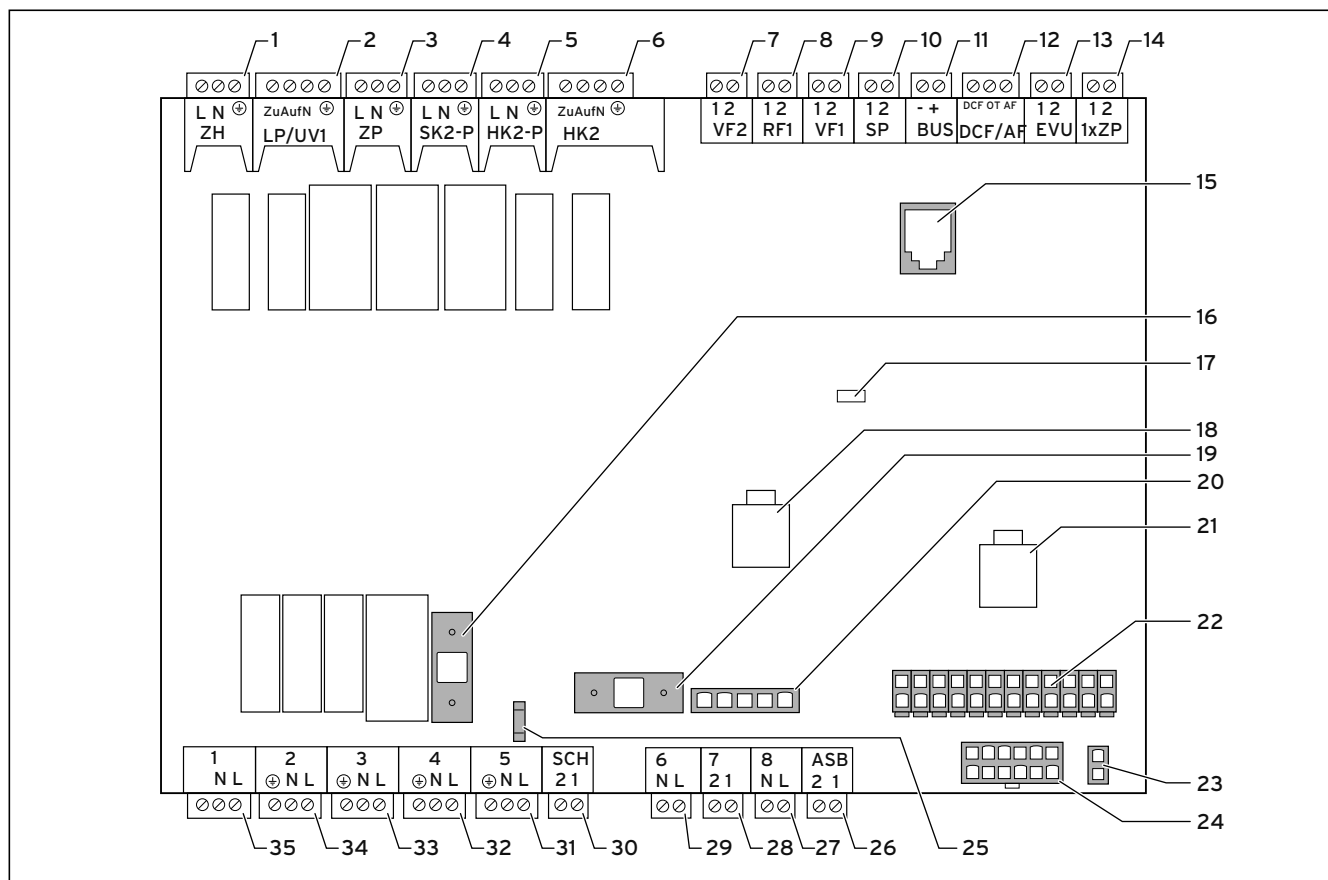 1 2 3 4 5 6 7 8 9 10 11 12 13 14
L N ZH
ZuAufN LP/UV1
L N ZP
L N SK2-P
L N HK2-P
ZuAufN HK2
1 2 VF2
1 2 RF1
1 2 VF1
1 2 SP
- + BUS
DCF OT AF DCF/AF
1 2 EVU
1 2 1xZP
15
16
17
18
19
20
21
22
1 N L
2 N L
3 N L
4 N L
5 N L
SCH 2 1
6 N L
7 2 1
8 N L
ASB 2 1
23
24
35 34 33 32 31 30 29 28 27 26 25